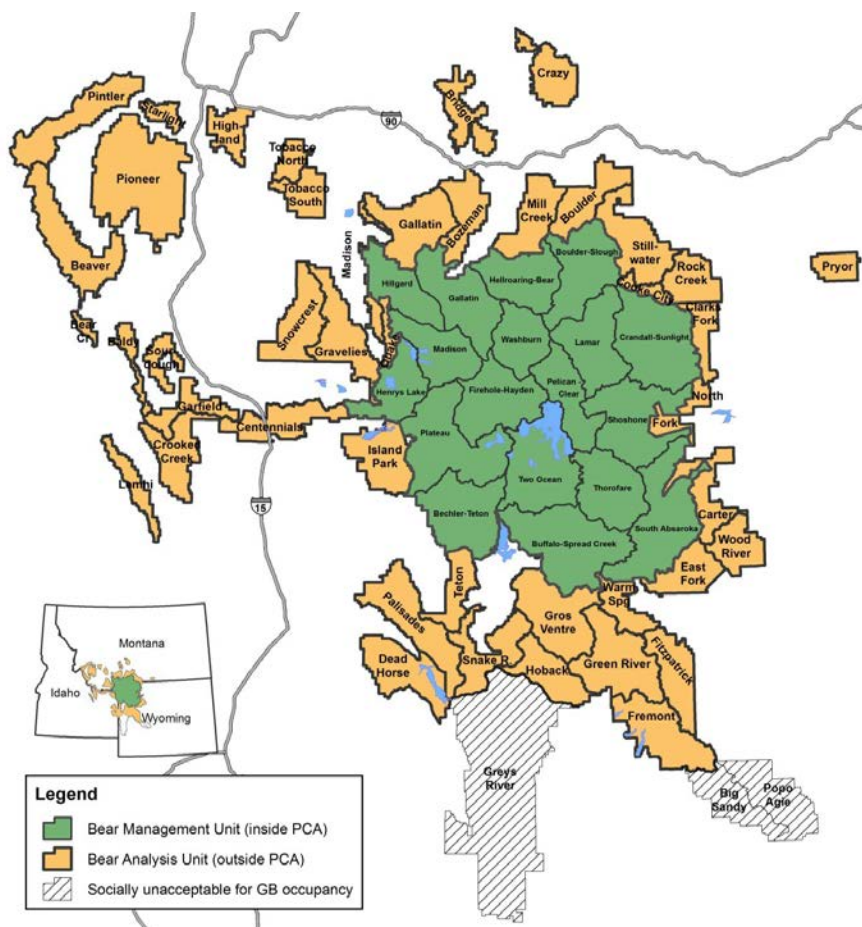 Crazy
Bridger
Pintler
Starlight
High-
land
90
Tobacco
North
Tobacco
South
Pioneer
Mill
Creek
Boulder
Gallatin
Bozeman
Madison
Still-
water
Rock
Creek
Pryor
Beaver
Boulder-Slough
Hellroaring-Bear
Hillgard
Gallatin
Cooke City
Clarks
Fork
Snowcrest
Gravelies
Quake
Bear Cr
Baldy
Sour
dough
Madison
Washburn
Lamar
Crandall-Sunlight
Henrys Lake
Firehole-Hayden
Pelican
Clear
North
Fork
Shoshone
Garfield
Centennials
Crooked
Creek
Lemhi
Island
Park
Plateau
Two Ocean
Thorofare
15
Bechler-Teton
South Absaroka
Carter
Wood
River
Buffalo-Spread Creek
East
Fork
Teton
Warm
Spg
Palisades
Gros
Ventre
Fitzpatrick
Dead
Horse
Snake R.
Hoback
Green River
Fremont
Montana
Idaho
Wyoming
Greys
River
Big
Sandy
Popo
Agie
Legend
Bear Management Unit (inside PCA)
Bear Analysis Unit (outside PCA)
Socially unacceptable for GB occupancy